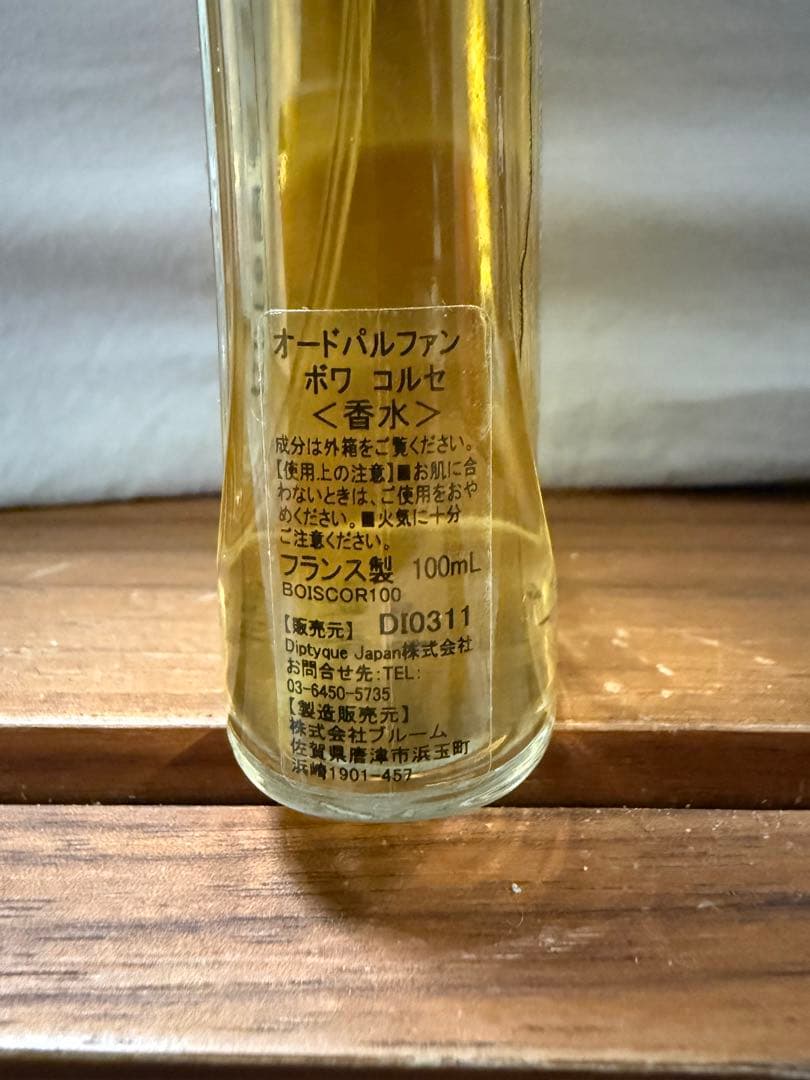 オードパルファン
ボワ コルセ
＜香水＞
成分は外箱をご覧ください。
【使用上の注意】■お肌に合
わないときは、ご使用をおや
めください。■火気に十分
ご注意ください。
フランス製 100mL
BOISCOR100
【販売元】 DI0311
Diptyque Japan株式会社
お問合せ先:TEL:
03-6450-5735
【製造販売元】
株式会社ブルーム
佐賀県唐津市浜玉町
浜崎1901-457